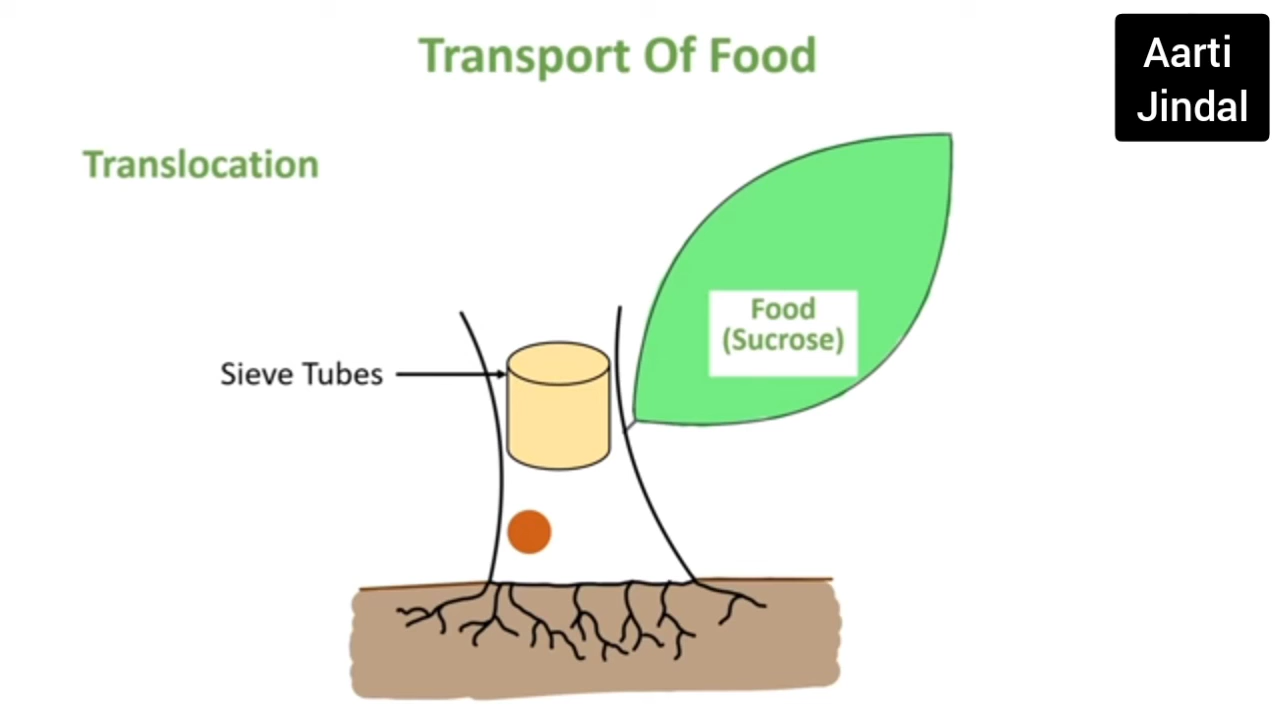 Transport Of Food
Aarti
Jindal
Translocation
Food
(Sucrose)
Sieve Tubes